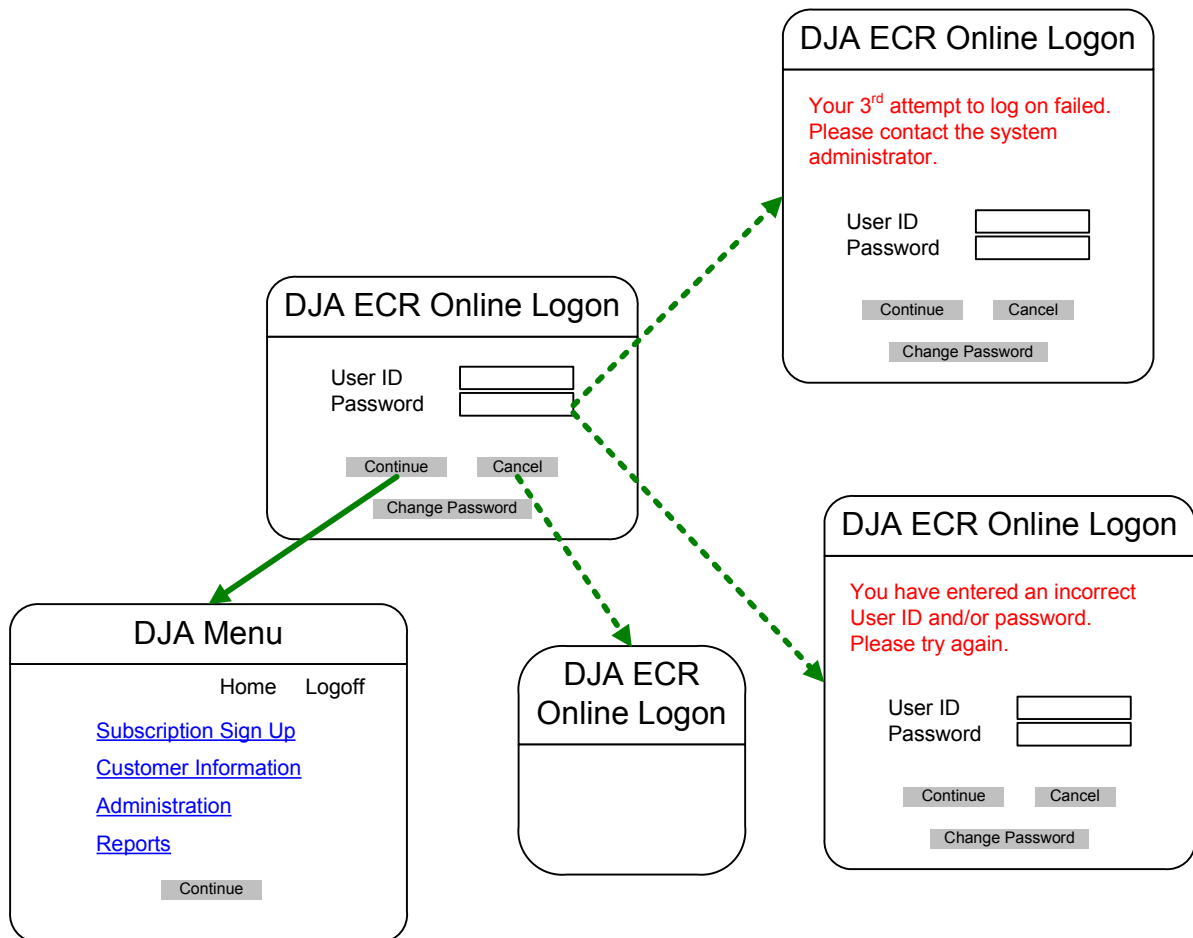 DJA ECR Online Logon
Your 3rd attempt to log on failed.
Please contact the system
administrator.
User ID
Password
Continue Cancel
Change Password
DJA ECR Online Logon
User ID
Password
Continue Cancel
Change Password
DJA ECR Online Logon
You have entered an incorrect
User ID and/or password.
Please try again.
User ID
Password
Continue Cancel
Change Password
DJA Menu
Home Logoff
Subscription Sign Up
Customer Information
Administration
Reports
Continue
DJA ECR
Online Logon